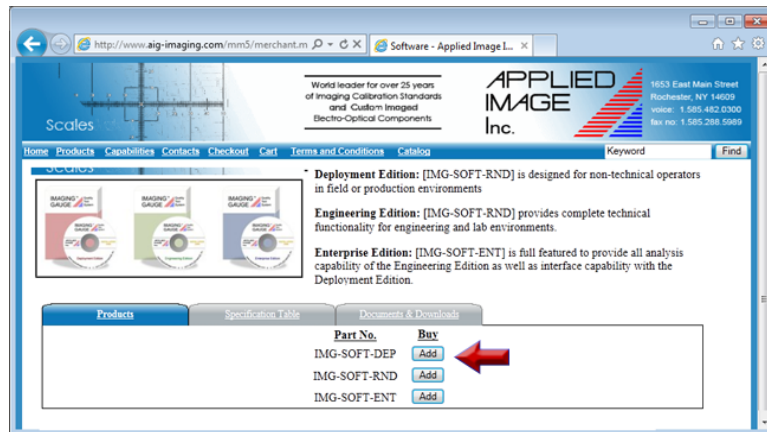 http://www.aig-imaging.com/mm5/merchant.m
Software - Applied Image I...
Scales
World leader for over 25 years
of Imaging Calibration Standards
and Custom Imaged
Electro-Optical Components
APPLIED
IMAGE
Inc.
1653 East Main Street
Rochester, NY 14609
voice: 1.585.482.0300
fax no: 1.585.288.5989
Home Products Capabilities Contacts Checkout Cart Terms and Conditions Catalog
Keyword Find
Scales
Deployment Edition: [IMG-SOFT-RND] is designed for non-technical operators
in field or production environments
Engineering Edition: [IMG-SOFT-RND] provides complete technical
functionality for engineering and lab environments.
Enterprise Edition: [IMG-SOFT-ENT] is full featured to provide all analysis
capability of the Engineering Edition as well as interface capability with the
Deployment Edition.
IMAGING GAUGE
IMAGING GAUGE
IMAGING GAUGE
Products Specification Table Documents & Downloads
Part No. Buy
IMG-SOFT-DEP Add
IMG-SOFT-RND Add
IMG-SOFT-ENT Add